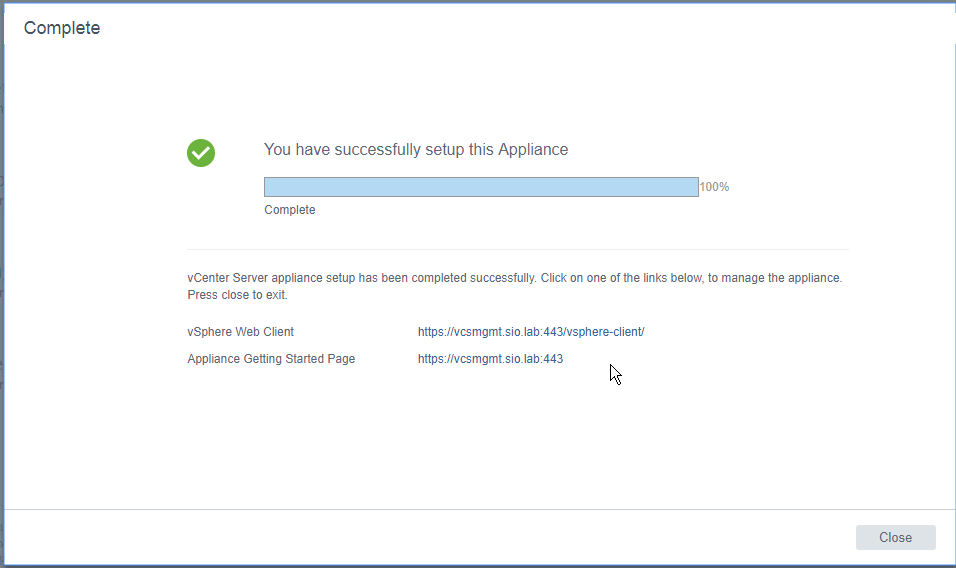 Complete
You have successfully setup this Appliance
100%
Complete
vCenter Server appliance setup has been completed successfully. Click on one of the links below, to manage the appliance.
Press close to exit.
vSphere Web Client https://vcsmgmt.sio.lab:443/vsphere-client/
Appliance Getting Started Page https://vcsmgmt.sio.lab:443
Close